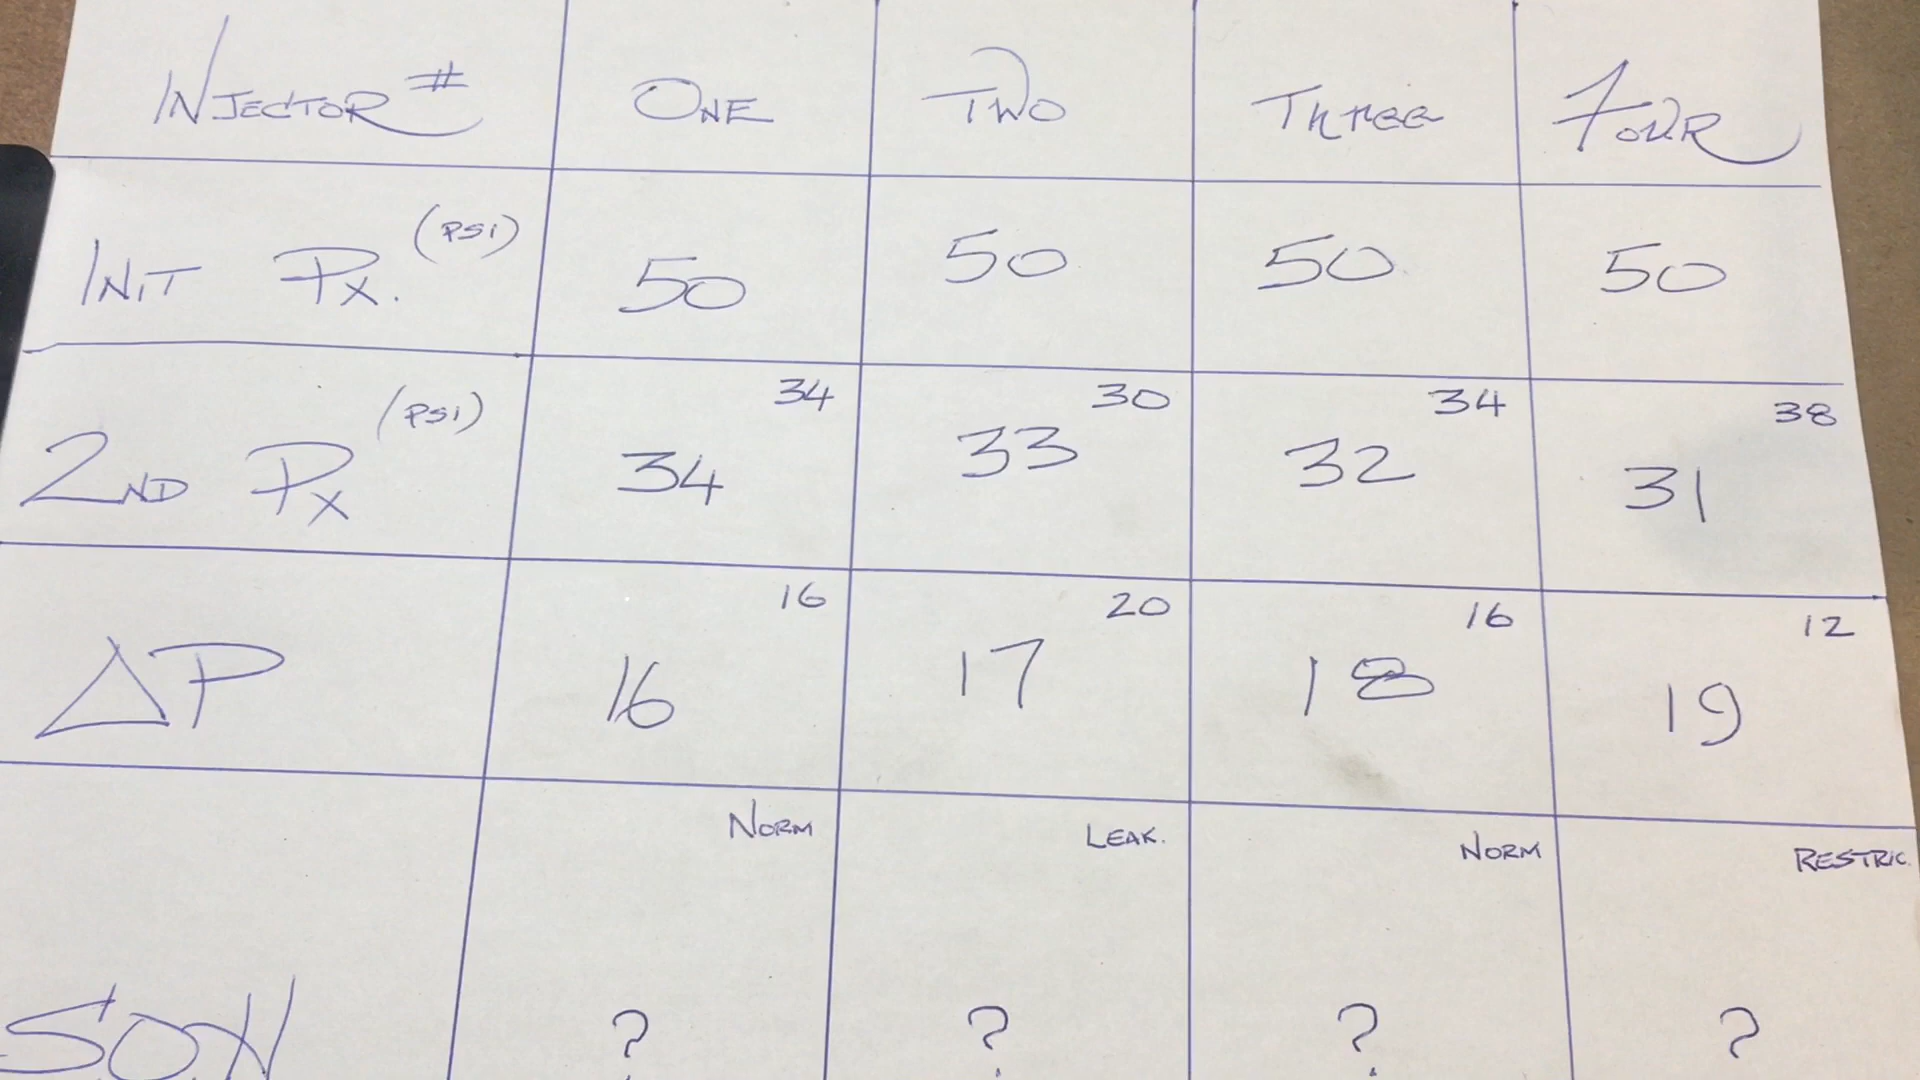 INJECTOR # ONE TWO THREE FOUR
INIT PX. (PSI) 50 50 50 50
34 30 34 38
2ND PX (PSI) 34 33 32 31
16 20 16 12
ΔP 16 17 18 19
NORM LEAK. NORM RESTRIC.
S.O.H ? ? ? ?